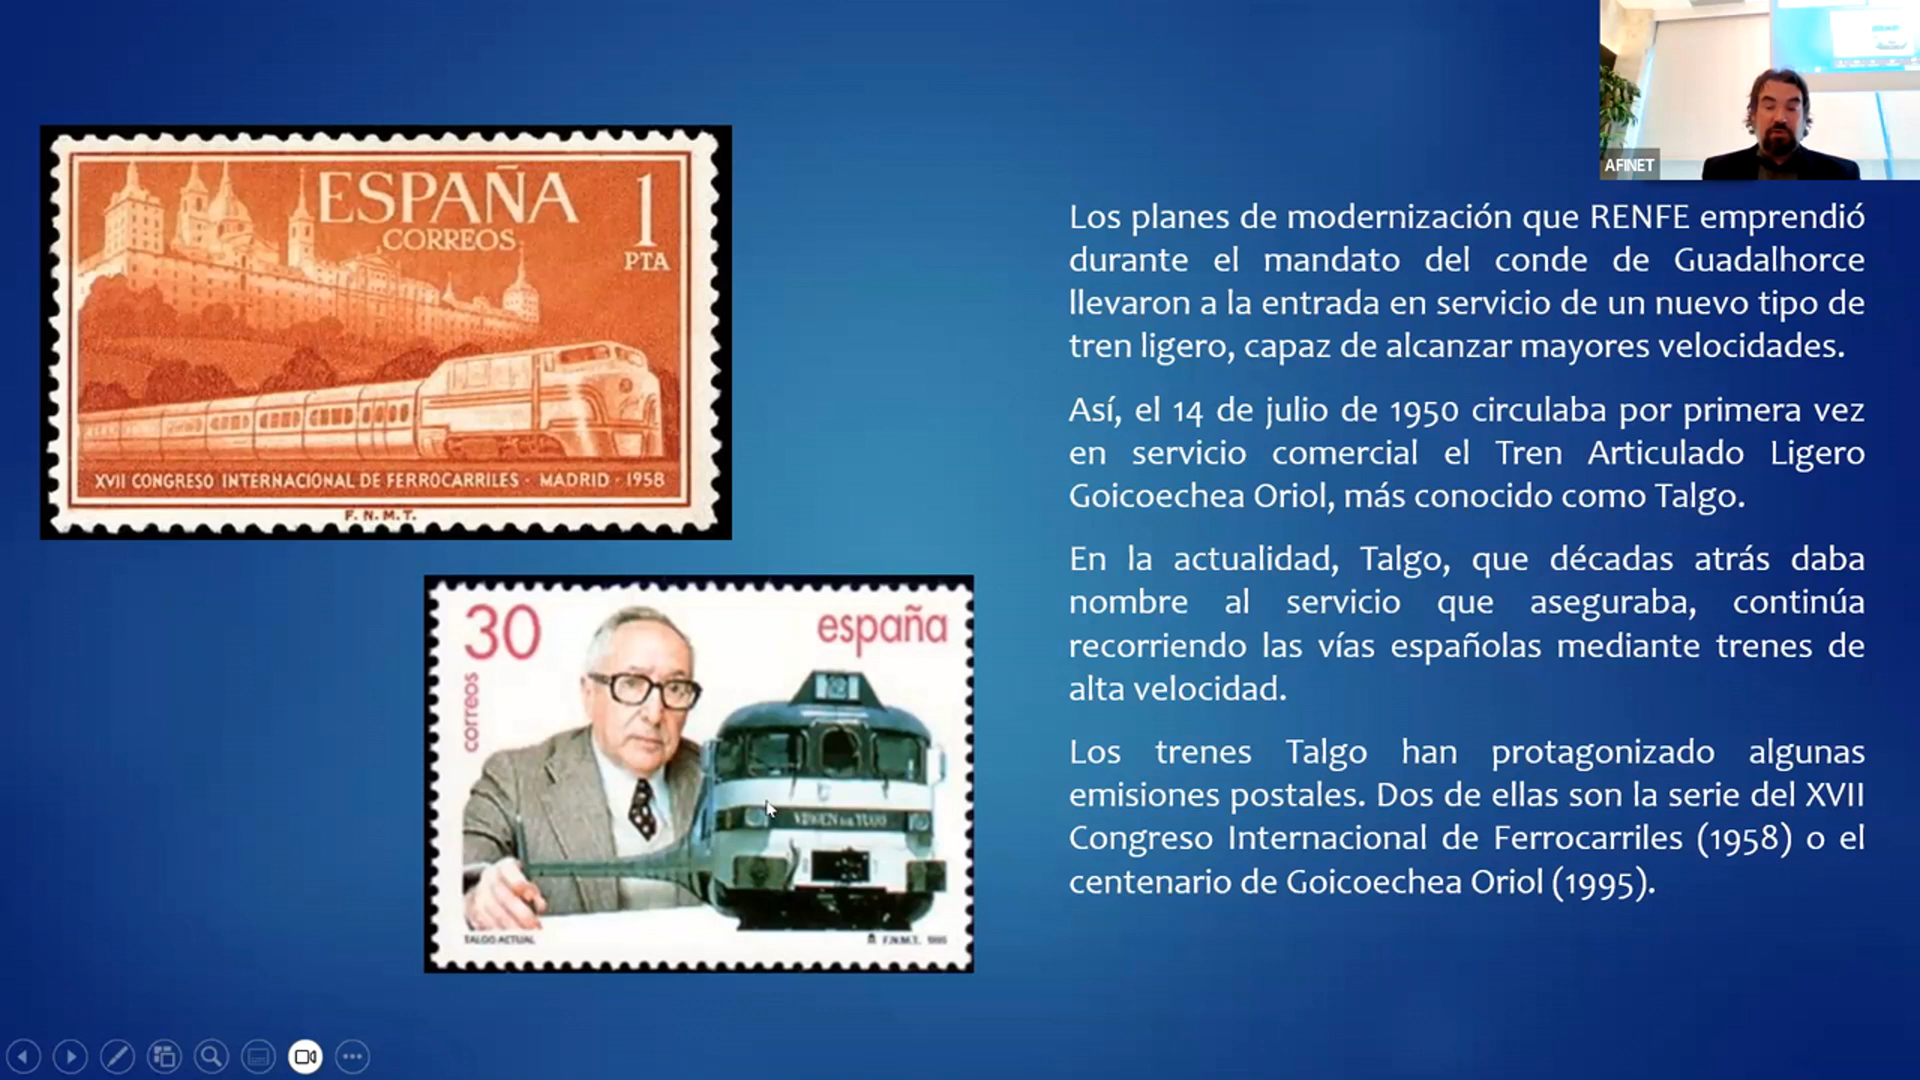 AFINET
ESPAÑA
CORREOS
1
PTA
XVII CONGRESO INTERNACIONAL DE FERROCARRILES - MADRID - 1958
F. N. M. T.
30
españa
correos
VIRGEN DEL YUGO
TALGO ACTUAL
F.N.M.T. 1995
Los planes de modernización que RENFE emprendió
durante el mandato del conde de Guadalhorce
llevaron a la entrada en servicio de un nuevo tipo de
tren ligero, capaz de alcanzar mayores velocidades.
Así, el 14 de julio de 1950 circulaba por primera vez
en servicio comercial el Tren Articulado Ligero
Goicoechea Oriol, más conocido como Talgo.
En la actualidad, Talgo, que décadas atrás daba
nombre al servicio que aseguraba, continúa
recorriendo las vías españolas mediante trenes de
alta velocidad.
Los trenes Talgo han protagonizado algunas
emisiones postales. Dos de ellas son la serie del XVII
Congreso Internacional de Ferrocarriles (1958) o el
centenario de Goicoechea Oriol (1995).